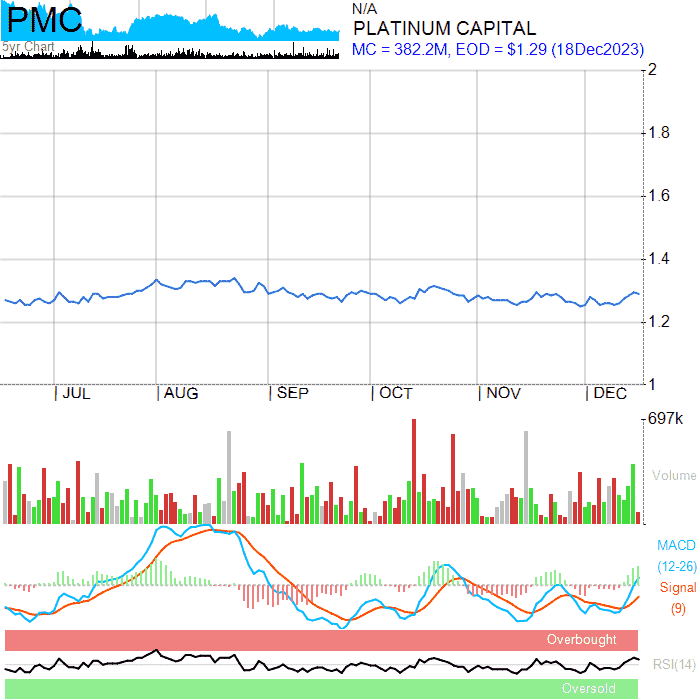 PMC
5yr Chart
N/A
PLATINUM CAPITAL
MC = 382.2M, EOD = $1.29 (18Dec2023)
2
1.8
1.6
1.4
1.2
1
| JUL | AUG | SEP | OCT | NOV | DEC
697k
Volume
MACD
(12-26)
Signal
(9)
Overbought
RSI(14)
Oversold